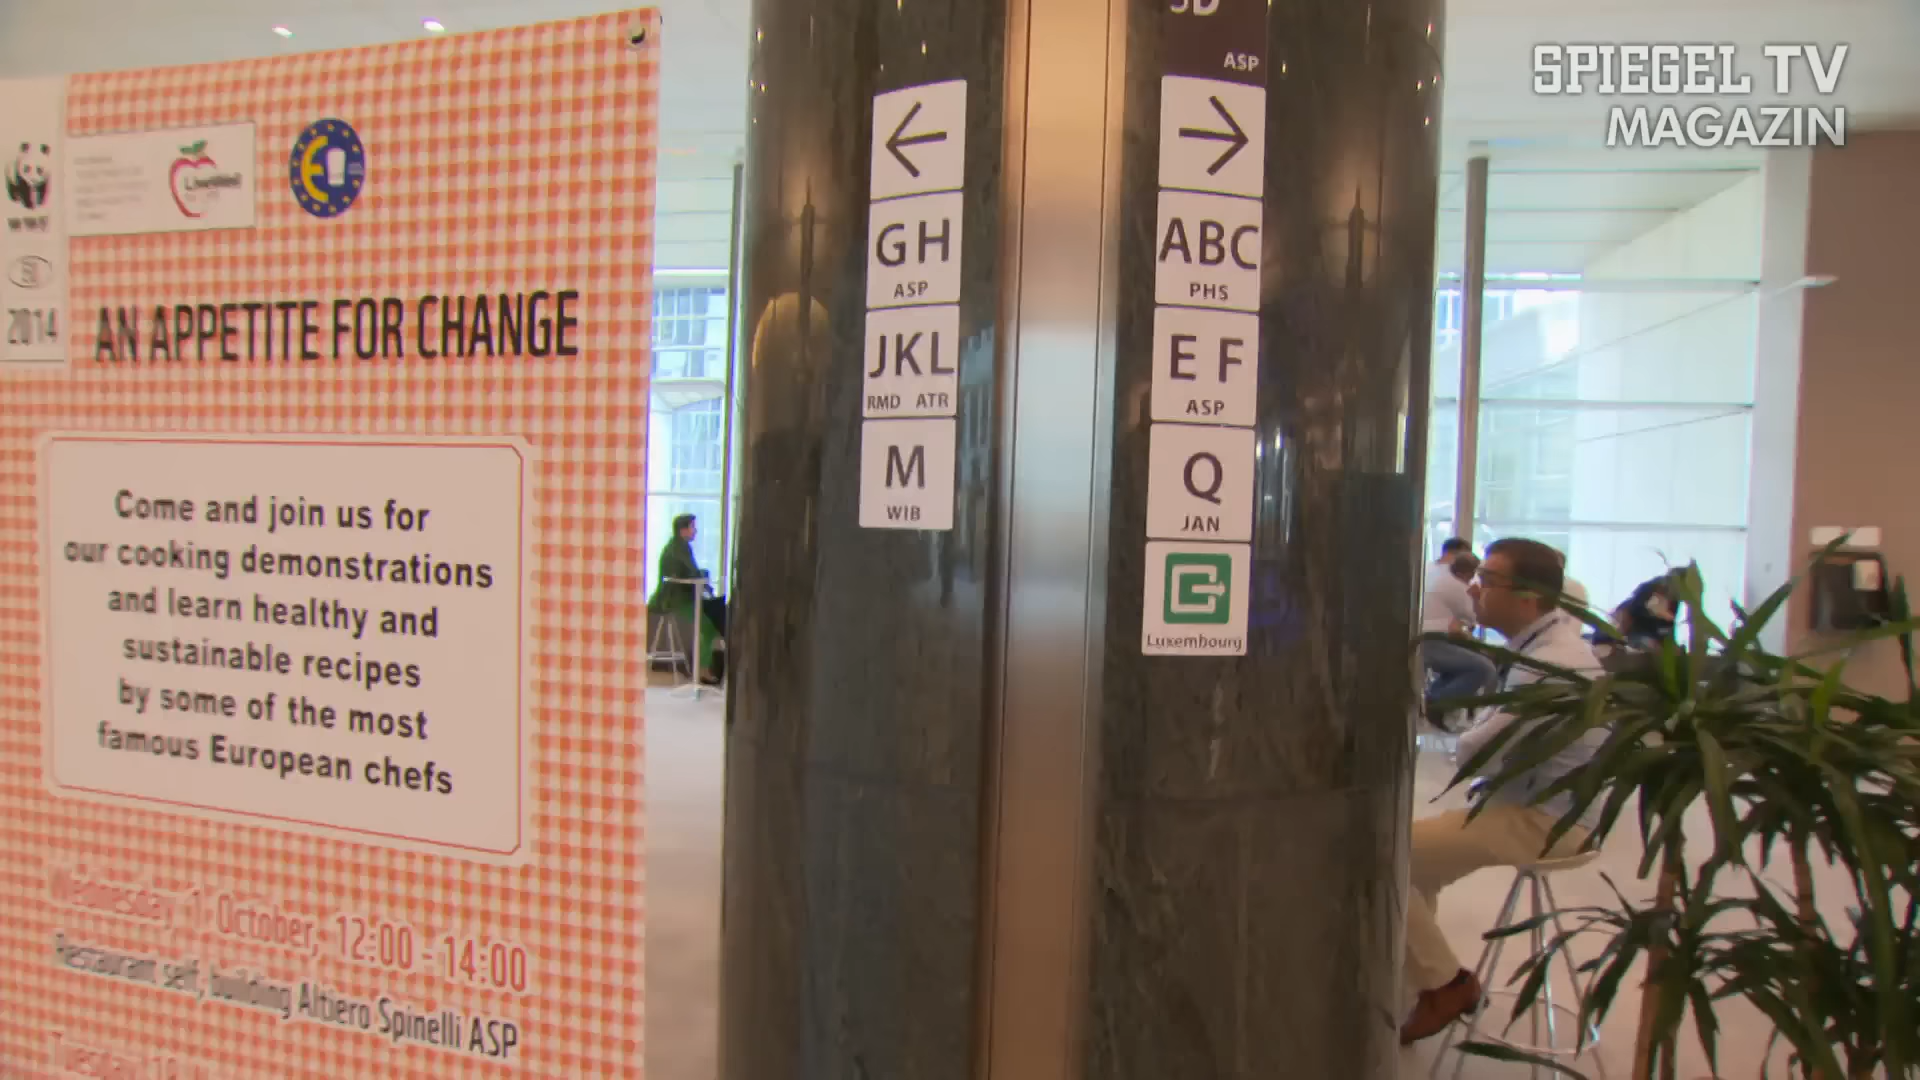 SPIEGEL TV
MAGAZIN
WWF
2014
LiveWell
AN APPETITE FOR CHANGE
Come and join us for
our cooking demonstrations
and learn healthy and
sustainable recipes
by some of the most
famous European chefs
Wednesday 1 October, 12:00 - 14:00
Restaurant self, building Altiero Spinelli ASP
Tuesday
←
GH
ASP
JKL
RMD ATR
M
WIB
ASP
→
ABC
PHS
E F
ASP
Q
JAN
Luxembourg